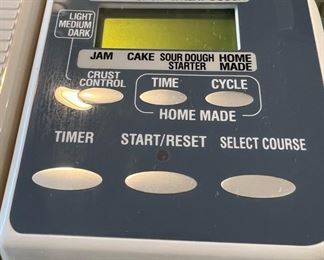 LIGHT
MEDIUM
DARK
JAM CAKE SOUR DOUGH STARTER HOME MADE
CRUST CONTROL
TIME CYCLE
HOME MADE
TIMER START/RESET SELECT COURSE